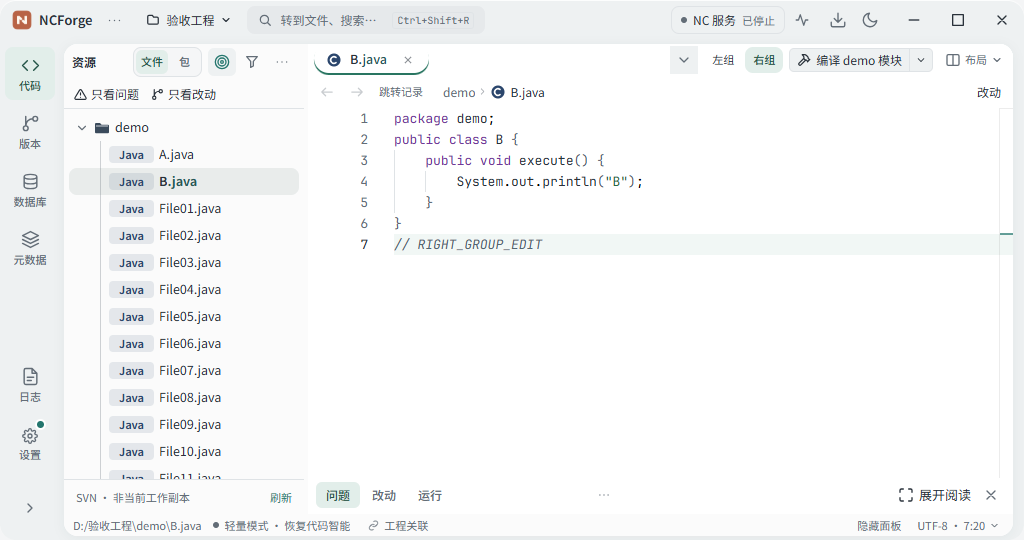 NCForge ··· 验收工程 转到文件、搜索··· Ctrl+Shift+R NC 服务 已停止
代码
版本
数据库
元数据
日志
设置
资源 文件 包 ···
只看问题 只看改动
demo
Java A.java
Java B.java
Java File01.java
Java File02.java
Java File03.java
Java File04.java
Java File05.java
Java File06.java
Java File07.java
Java File08.java
Java File09.java
Java File10.java
Java File11.java
SVN · 非当前工作副本 刷新
B.java × 左组 右组 编译 demo 模块 布局
跳转记录 demo › B.java 改动
1 package demo;
2 public class B {
3 public void execute() {
4 System.out.println("B");
5 }
6 }
7 // RIGHT_GROUP_EDIT
问题 改动 运行 ··· 展开阅读
D:/验收工程\demo\B.java 轻量模式 · 恢复代码智能 工程关联 隐藏面板 UTF-8 · 7:20